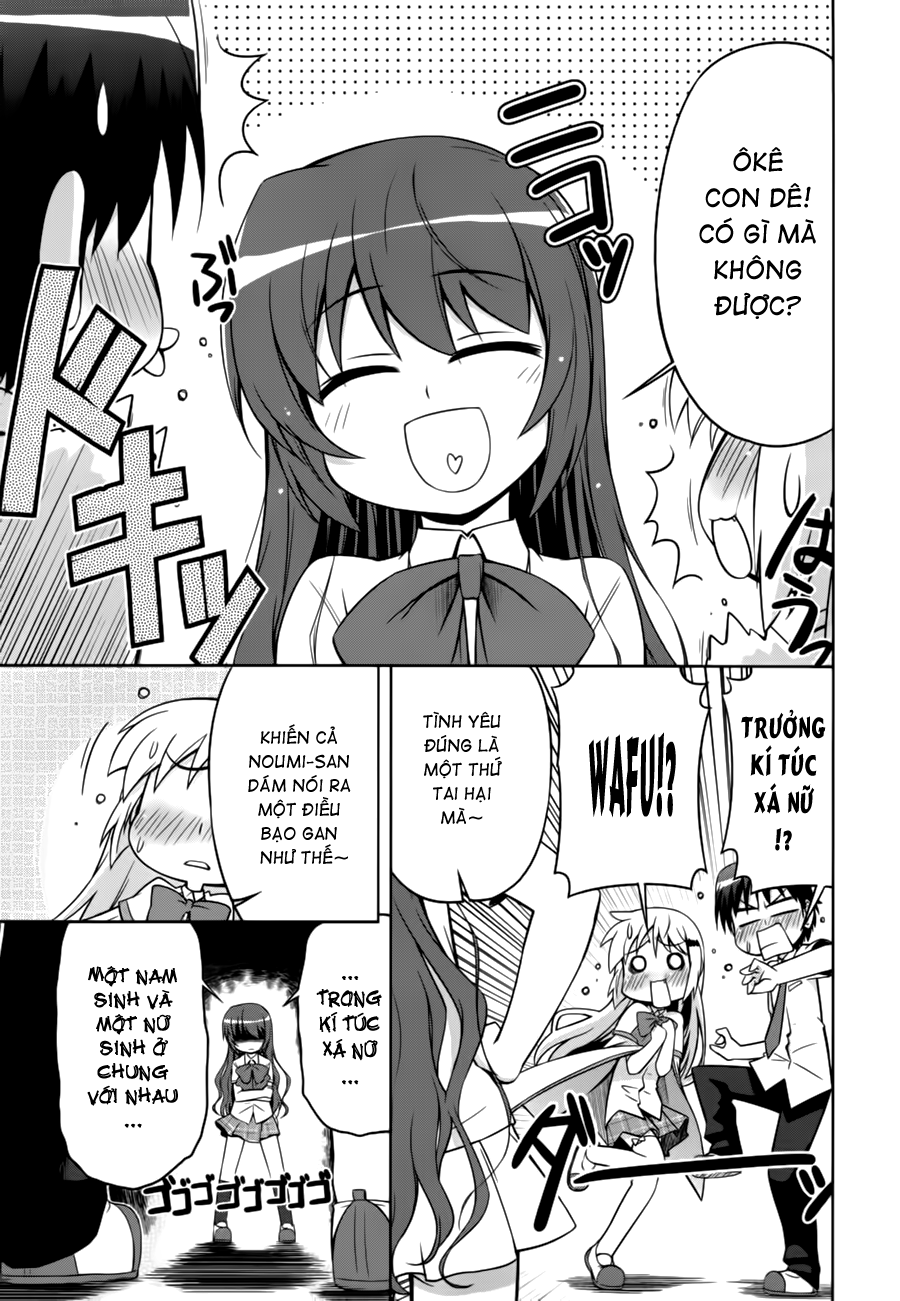 ÔKÊ
CON DÊ!
CÓ GÌ MÀ
KHÔNG
ĐƯỢC?
ニコッ
ぶっ
ドキッ
はうっ
TRƯỞNG
KÍ TÚC
XÁ NỮ
!?
WAFU!?
TÌNH YÊU
ĐÚNG LÀ
MỘT THỨ
TAI HẠI
MÀ~
ダッ
KHIẾN CẢ
NOUMI-SAN
DÁM NÓI RA
MỘT ĐIỀU
BẠO GAN
NHƯ THẾ~
...
TRONG
KÍ TÚC
XÁ NỮ
...
MỘT NAM
SINH VÀ
MỘT NỮ
SINH Ở
CHUNG
VỚI NHAU
...
ゴゴゴゴゴゴゴゴ